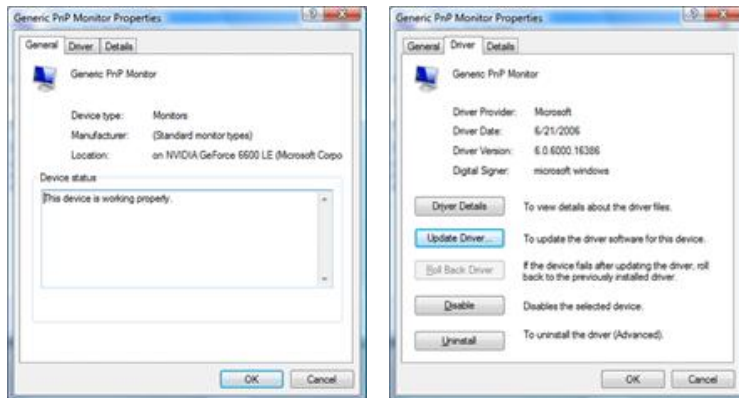 Generic PnP Monitor Properties
General Driver Details
Generic PnP Monitor
Device type: Monitors
Manufacturer: (Standard monitor types)
Location: on NVIDIA GeForce 6600 LE (Microsoft Corpo
Device status
This device is working properly.
OK Cancel
Generic PnP Monitor Properties
General Driver Details
Generic PnP Monitor
Driver Provider: Microsoft
Driver Date: 6/21/2006
Driver Version: 6.0.6000.16386
Digital Signer: microsoft windows
Driver Details To view details about the driver files.
Update Driver... To update the driver software for this device.
Roll Back Driver If the device fails after updating the driver, roll
back to the previously installed driver.
Disable Disables the selected device.
Uninstall To uninstall the driver (Advanced).
OK Cancel